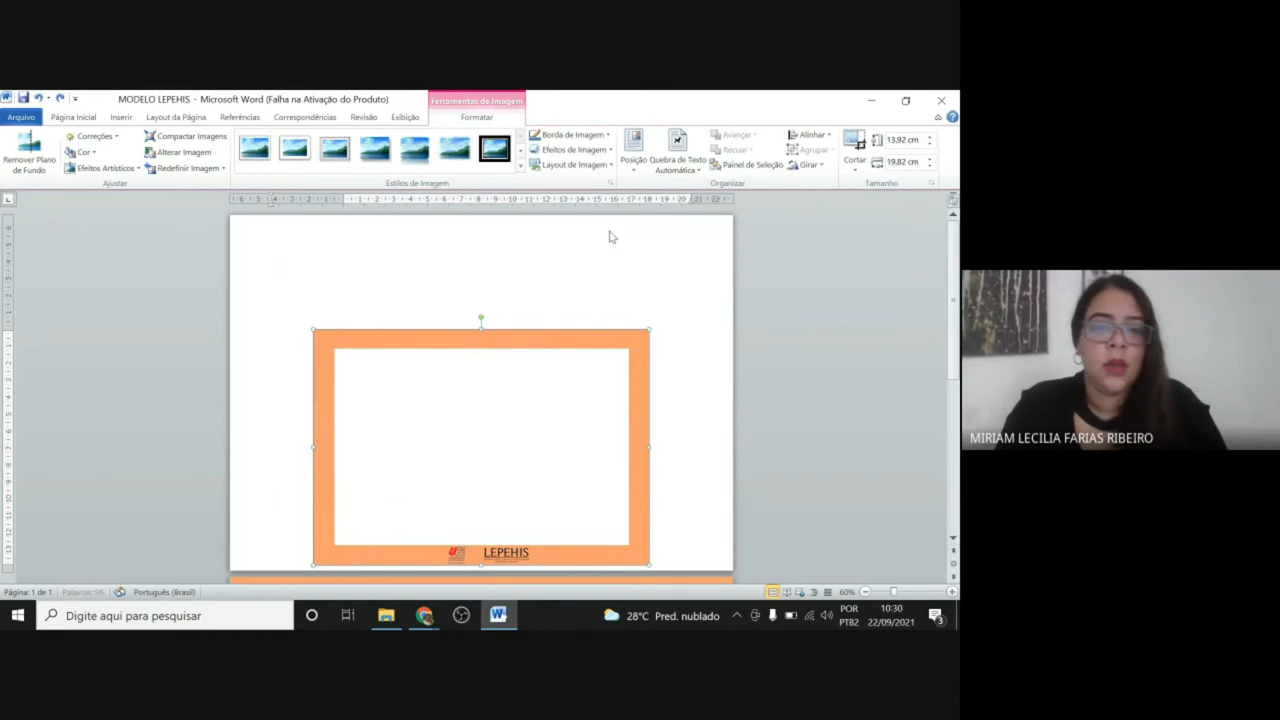 MODELO LEPEHIS - Microsoft Word (Falha na Ativação do Produto)
Ferramentas de Imagem
Arquivo Página Inicial Inserir Layout da Página Referências Correspondências Revisão Exibição Formatar
Remover Plano de Fundo
Correções
Cor
Efeitos Artísticos
Compactar Imagens
Alterar Imagem
Redefinir Imagem
Ajustar
Estilos de Imagem
Borda de Imagem
Efeitos de Imagem
Layout de Imagem
Posição
Quebra de Texto Automática
Avançar
Recuar
Painel de Seleção
Alinhar
Agrupar
Girar
Organizar
Cortar
13,92 cm
19,82 cm
Tamanho
LEPEHIS
MIRIAM LECILIA FARIAS RIBEIRO
Página: 1 de 1 Palavras: 96 Português (Brasil) 60%
Digite aqui para pesquisar
28°C Pred. nublado
POR
PTB2
10:30
22/09/2021
3